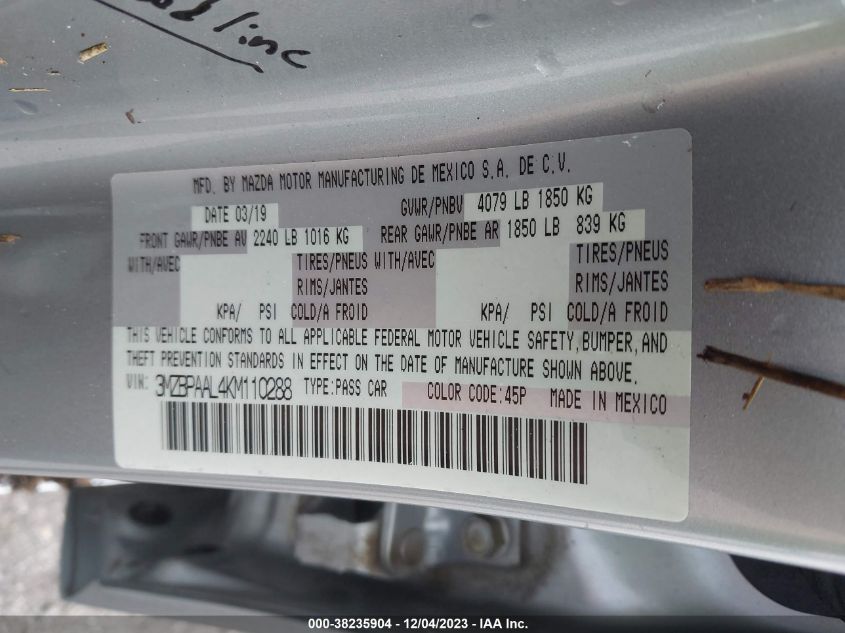 linc
MFD. BY MAZDA MOTOR MANUFACTURING DE MEXICO S.A. DE C.V.
DATE 03/19 GVWR/PNBV 4079 LB 1850 KG
FRONT GAWR/PNBE AV 2240 LB 1016 KG REAR GAWR/PNBE AR 1850 LB 839 KG
WITH/AVEC TIRES/PNEUS WITH/AVEC TIRES/PNEUS
RIMS/JANTES RIMS/JANTES
KPA/ PSI COLD/A FROID KPA/ PSI COLD/A FROID
THIS VEHICLE CONFORMS TO ALL APPLICABLE FEDERAL MOTOR VEHICLE SAFETY,BUMPER,AND
THEFT PREVENTION STANDARDS IN EFFECT ON THE DATE OF MANUFACTURE SHOWN ABOVE.
VIN: 3MZBPAAL4KM110288 TYPE:PASS CAR COLOR CODE:45P MADE IN MEXICO
000-38235904 - 12/04/2023 - IAA Inc.